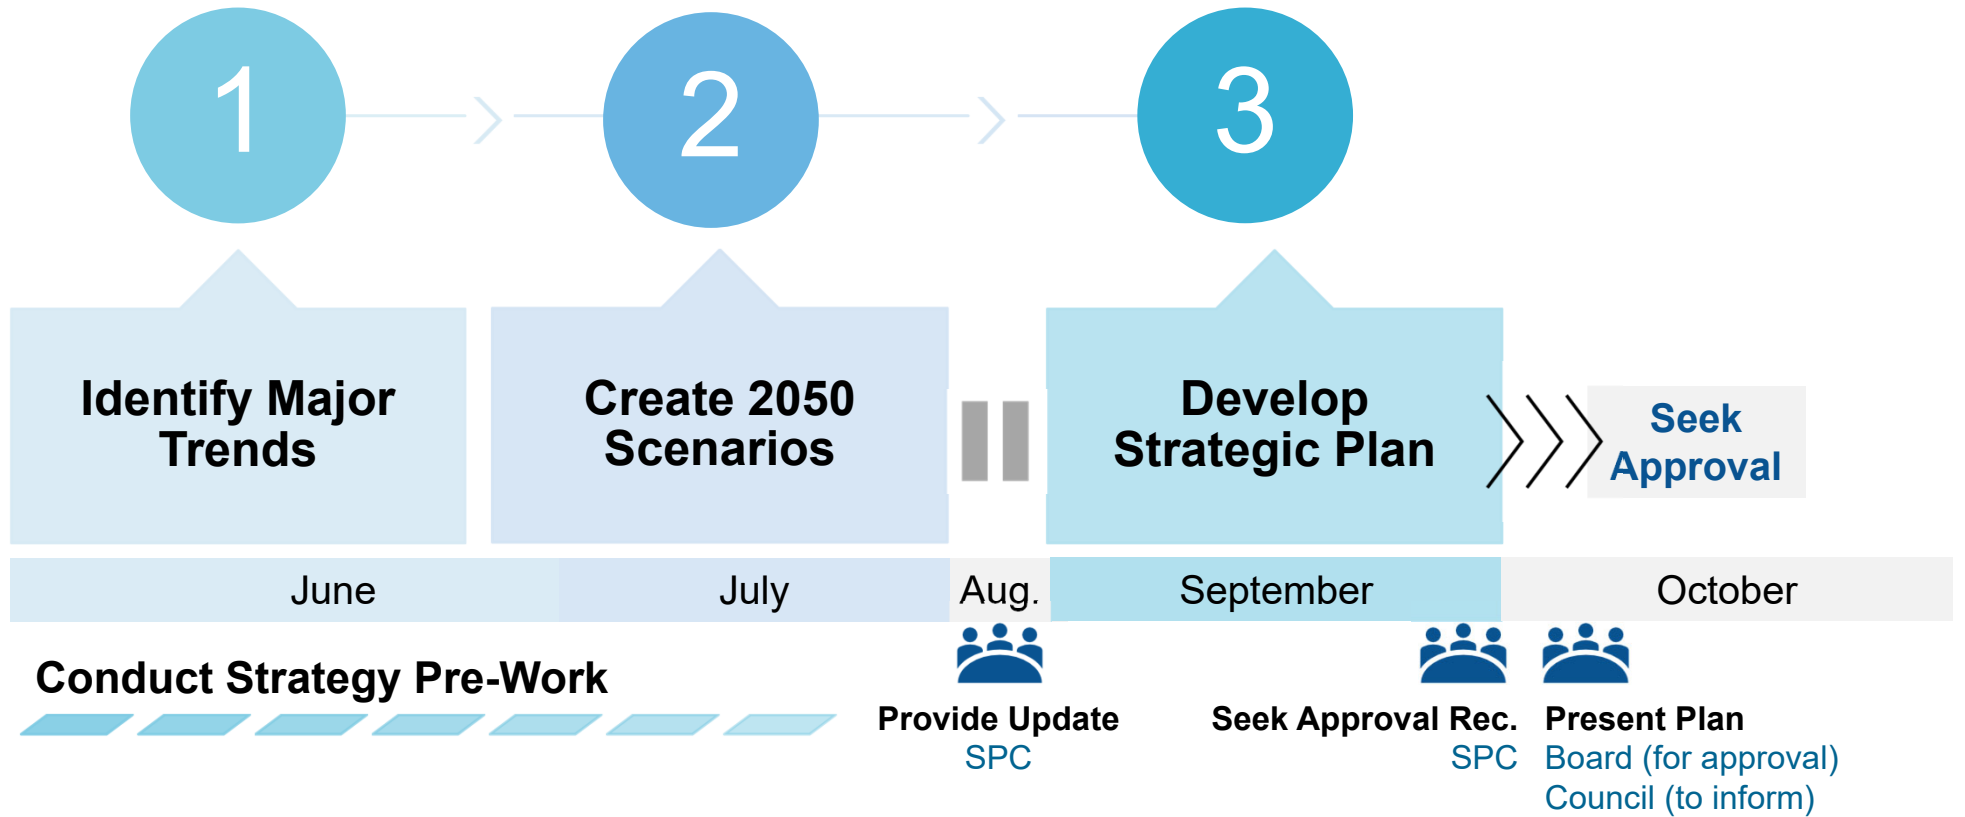 1
2
3
Identify Major
Trends
Create 2050
Scenarios
Develop
Strategic Plan
Seek
Approval
June
July
Aug.
September
October
Conduct Strategy Pre-Work
Provide Update
SPC
Seek Approval Rec.
SPC
Present Plan
Board (for approval)
Council (to inform)